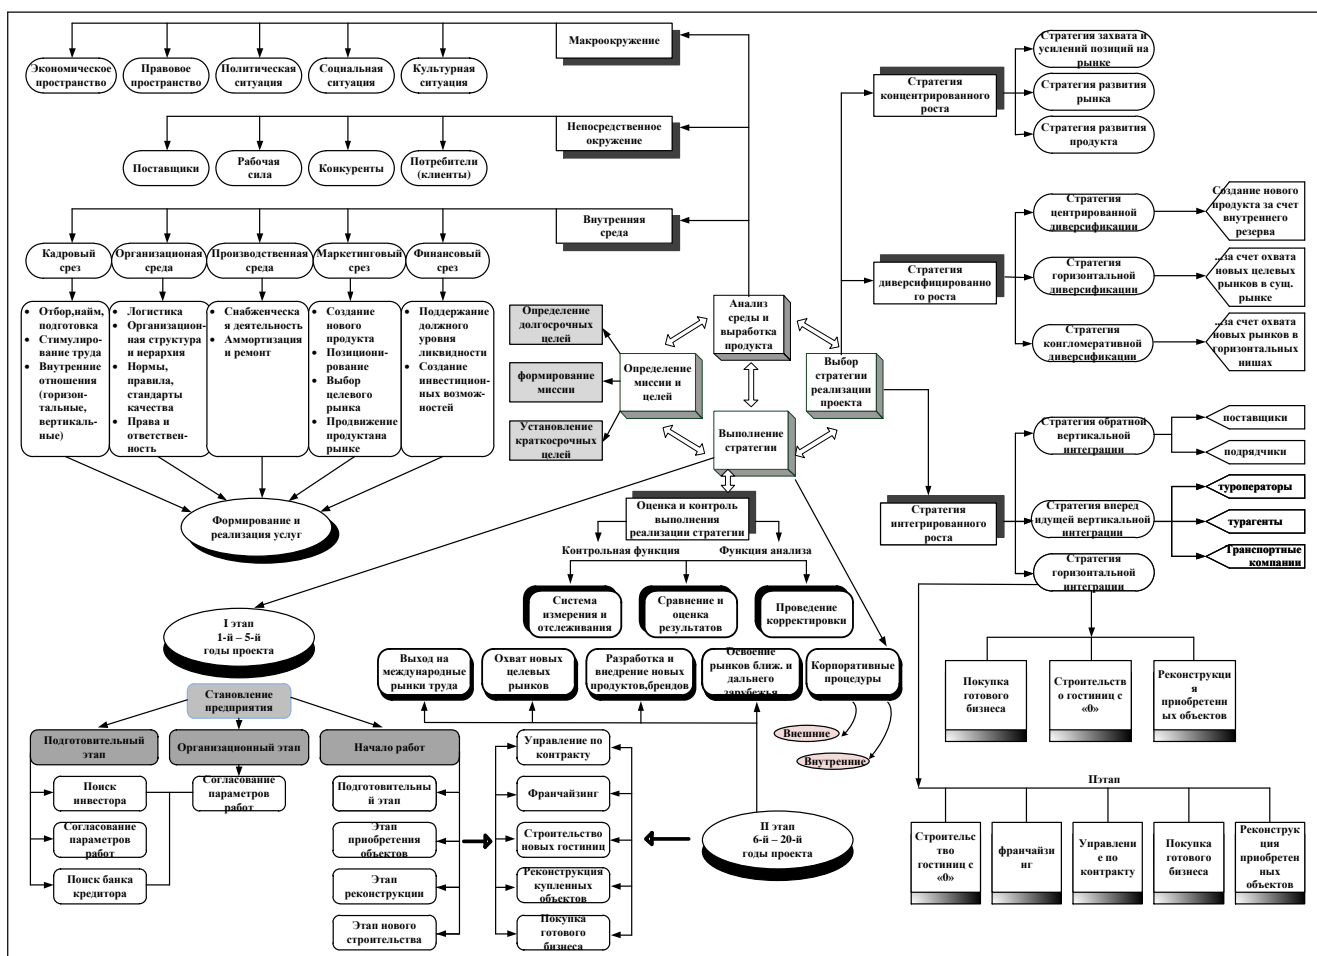 Макроокружение
Экономическое
пространство
Правовое
пространство
Политическая
ситуация
Социальная
ситуация
Культурная
ситуация
Непосредственное
окружение
Поставщики
Рабочая
сила
Конкуренты
Потребители
(клиенты)
Внутренняя
среда
Кадровый
срез
Организационая
среда
Производственная
среда
Маркетинговый
срез
Финансовый
срез
• Отбор,найм,
подготовка
• Стимулиро-
вание труда
• Внутренние
отношения
(горизон-
тальные,
вертикаль-
ные)
• Логистика
• Организацион-
ная структура
и иерархия
• Нормы,
правила,
стандарты
качества
• Права и
ответствен-
ность
• Снабженческа
я деятельность
• Аммортизация
и ремонт
• Создание
нового
продукта
• Позициони-
рование
• Выбор
целевого
рынка
• Продвижение
продуктана
рынке
• Поддержание
должного
уровня
ликвидности
• Создание
инвестицион-
ных возмож-
ностей
Формирование и
реализация услуг
Определение
долгосрочных
целей
формирование
миссии
Установление
краткосрочных
целей
Определение
миссии и
целей
Анализ
среды и
выработка
продукта
Выбор
стратегии
реализации
проекта
Выполнение
стратегии
Стратегия
концентрированного
роста
Стратегия захвата и
усилений позиций на
рынке
Стратегия развития
рынка
Стратегия развития
продукта
Стратегия
диверсифицированно
го роста
Стратегия
центрированной
диверсификации
Стратегия
горизонтальной
диверсификации
Стратегия
конгломеративной
диверсификации
Создание нового
продукта за счет
внутреннего
резерва
...за счет охвата
новых целевых
рынков в сущ.
рынке
...за счет охвата
новых рынков в
горизонтальных
нишах
Стратегия
интегрированного
роста
Стратегия обратной
вертикальной
интеграции
Стратегия вперед
идущей вертикальной
интеграции
Стратегия
горизонтальной
интеграции
поставщики
подрядчики
туроператоры
турагенты
Транспортные
компании
Покупка
готового
бизнеса
Строительств
о гостиниц с
«0»
Реконструкци
я
приобретен
ных объектов
IIэтап
Строительс
тво
гостиниц с
«0»
франчайзи
нг
Управлен
ие по
контракту
Покупка
готового
бизнеса
Реконструк
ция
приобретен
ных
объектов
Оценка и контроль
выполнения
реализации стратегии
Контрольная функция
Функция анализа
Система
измерения и
отслеживания
Сравнение и
оценка
результатов
Проведение
корректировки
Выход на
международные
рынки труда
Охват новых
целевых
рынков
Разработка и
внедрение новых
продуктов,брендов
Освоение
рынков ближ. и
дальнего
зарубежья
Корпоративные
процедуры
Внешние
Внутренние
I этап
1-й – 5-й
годы проекта
Становление
предприятия
Подготовительный
этап
Организационный этап
Начало работ
Поиск
инвестора
Согласование
параметров
работ
Поиск банка
кредитора
Согласование
параметров
работ
Подготовительны
й этап
Этап
приобретения
объектов
Этап
реконструкции
Этап нового
строительства
Управление по
контракту
Франчайзинг
Строительство
новых гостиниц
Реконструкция
купленных
объектов
Покупка
готового
бизнеса
II этап
6-й – 20-й
годы проекта